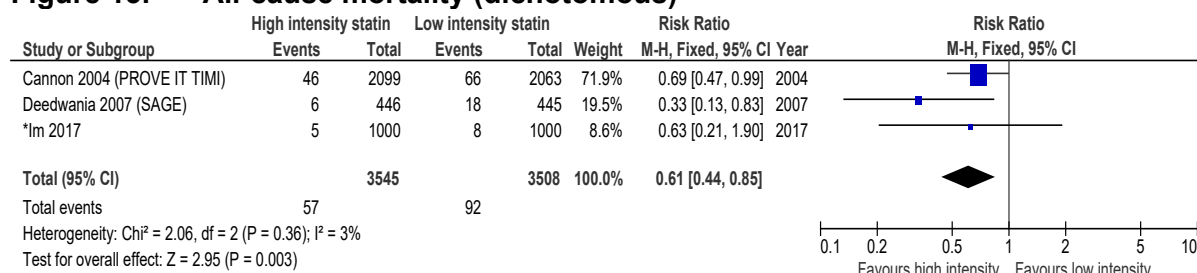 Figure 15: All-cause mortality (dichotomous)
High intensity statin Low intensity statin Risk Ratio Risk Ratio
Study or Subgroup Events Total Events Total Weight M-H, Fixed, 95% CI Year M-H, Fixed, 95% CI
Cannon 2004 (PROVE IT TIMI) 46 2099 66 2063 71.9% 0.69 [0.47, 0.99] 2004
Deedwania 2007 (SAGE) 6 446 18 445 19.5% 0.33 [0.13, 0.83] 2007
*Im 2017 5 1000 8 1000 8.6% 0.63 [0.21, 1.90] 2017
Total (95% CI) 3545 3508 100.0% 0.61 [0.44, 0.85]
Total events 57 92
Heterogeneity: Chi² = 2.06, df = 2 (P = 0.36); I² = 3%
Test for overall effect: Z = 2.95 (P = 0.003)
0.1 0.2 0.5 1 2 5 10
Favours high intensity Favours low intensity